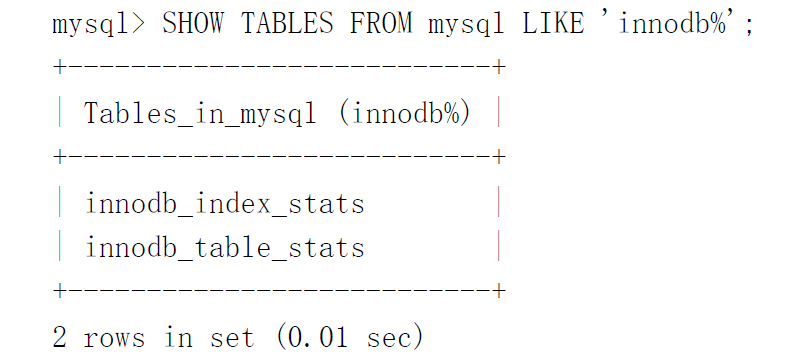 mysql> SHOW TABLES FROM mysql LIKE 'innodb%';
+---------------------------+
| Tables_in_mysql (innodb%) |
+---------------------------+
| innodb_index_stats        |
| innodb_table_stats        |
+---------------------------+
2 rows in set (0.01 sec)